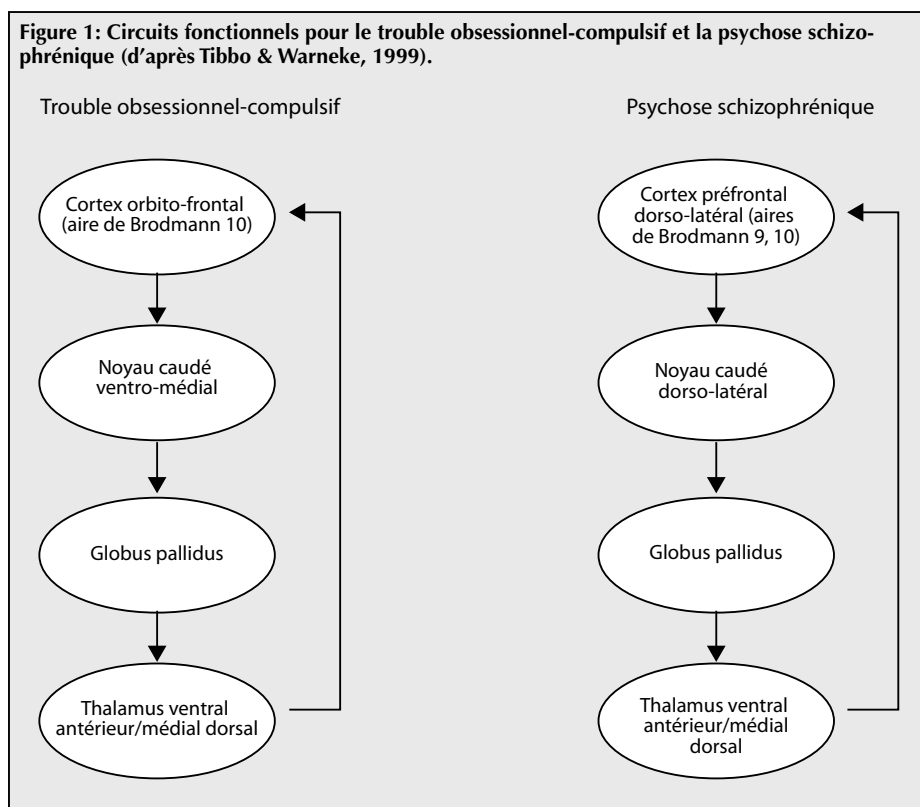 Figure 1: Circuits fonctionnels pour le trouble obsessionnel-compulsif et la psychose schizo-
phrénique (d'après Tibbo & Warneke, 1999).
Trouble obsessionnel-compulsif
Cortex orbito-frontal
(aire de Brodmann 10)
Noyau caudé
ventro-médial
Globus pallidus
Thalamus ventral
antérieur/médial dorsal
Psychose schizophrénique
Cortex préfrontal
dorso-latéral (aires
de Brodmann 9, 10)
Noyau caudé
dorso-latéral
Globus pallidus
Thalamus ventral
antérieur/médial
dorsal